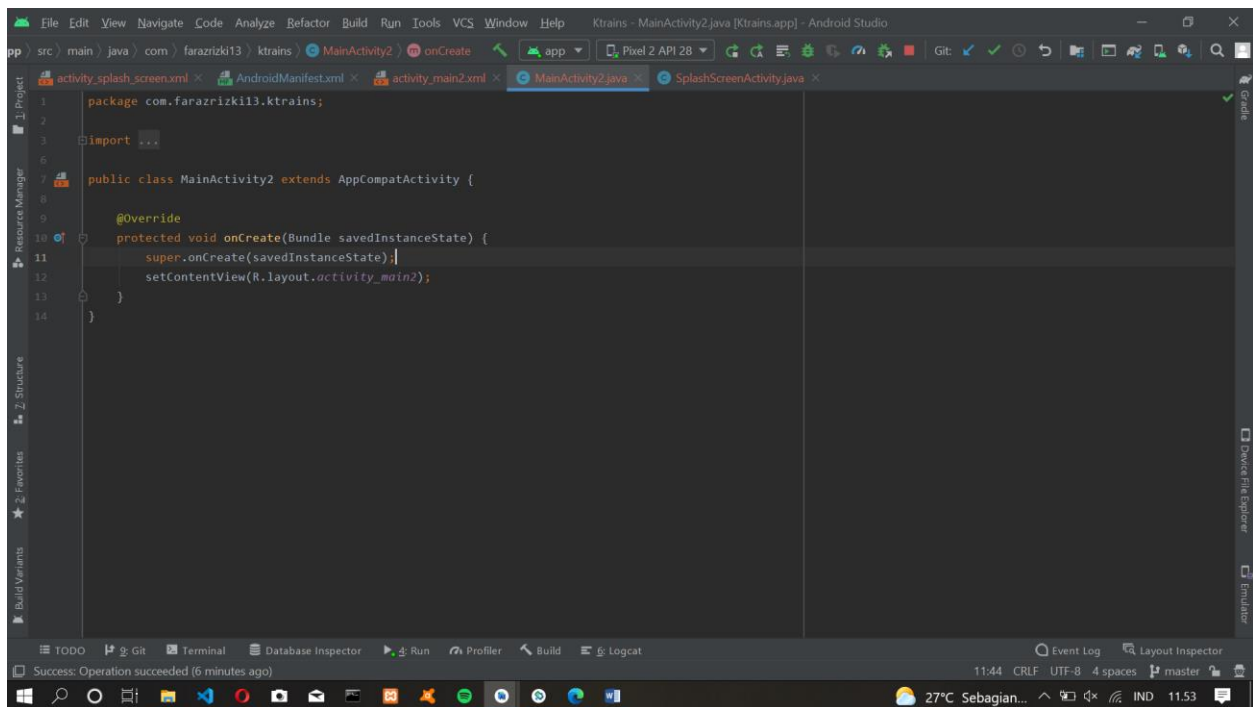 File Edit View Navigate Code Analyze Refactor Build Run Tools VCS Window Help Ktrains - MainActivity2.java [Ktrains.app] - Android Studio
pp src main java com farazrizki13 ktrains MainActivity2 onCreate app Pixel 2 API 28 Git:
activity_splash_screen.xml AndroidManifest.xml activity_main2.xml MainActivity2.java SplashScreenActivity.java
1 package com.farazrizki13.ktrains;
2
3 import ...
6
7 public class MainActivity2 extends AppCompatActivity {
8
9 @Override
10 protected void onCreate(Bundle savedInstanceState) {
11 super.onCreate(savedInstanceState);
12 setContentView(R.layout.activity_main2);
13 }
14 }
1: Project
Resource Manager
Z: Structure
2: Favorites
Build Variants
Gradle
Device File Explorer
Emulator
TODO 9: Git Terminal Database Inspector 4: Run Profiler Build 6: Logcat Event Log Layout Inspector
Success: Operation succeeded (6 minutes ago) 11:44 CRLF UTF-8 4 spaces master
27°C Sebagian... IND 11.53